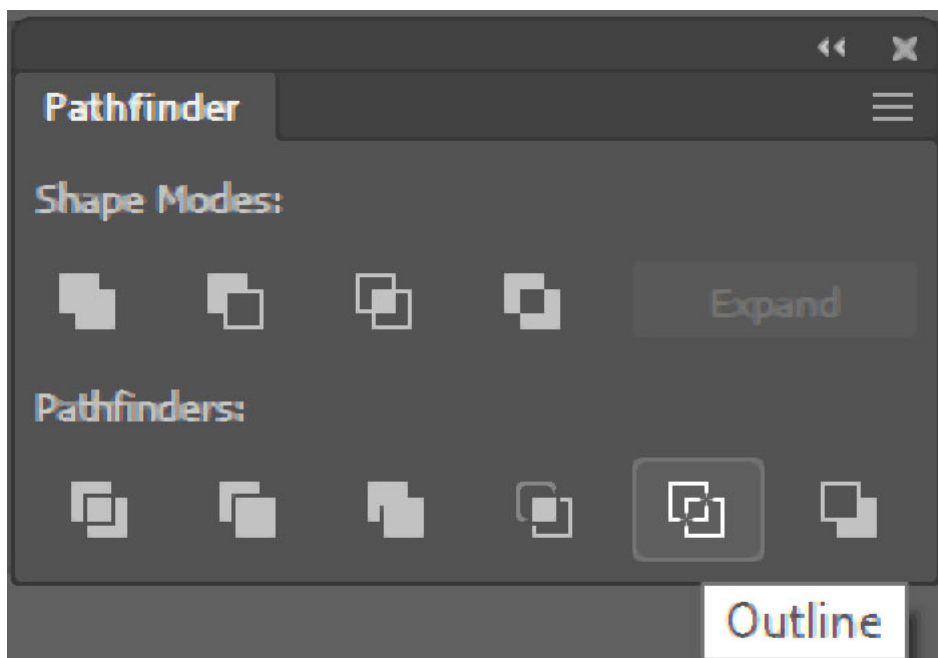 Pathfinder
Shape Modes:
Expand
Pathfinders:
Outline